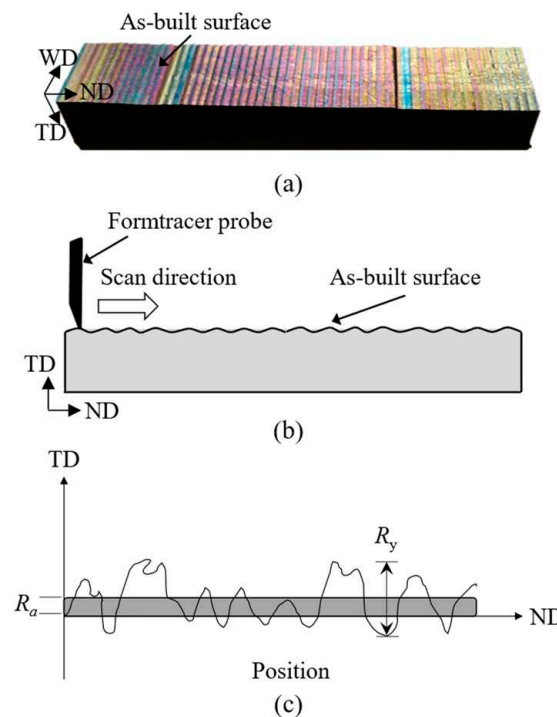 As-built surface
WD
ND
TD
(a)
Formtracer probe
Scan direction
As-built surface
TD
ND
(b)
TD
Ry
Ra
ND
Position
(c)